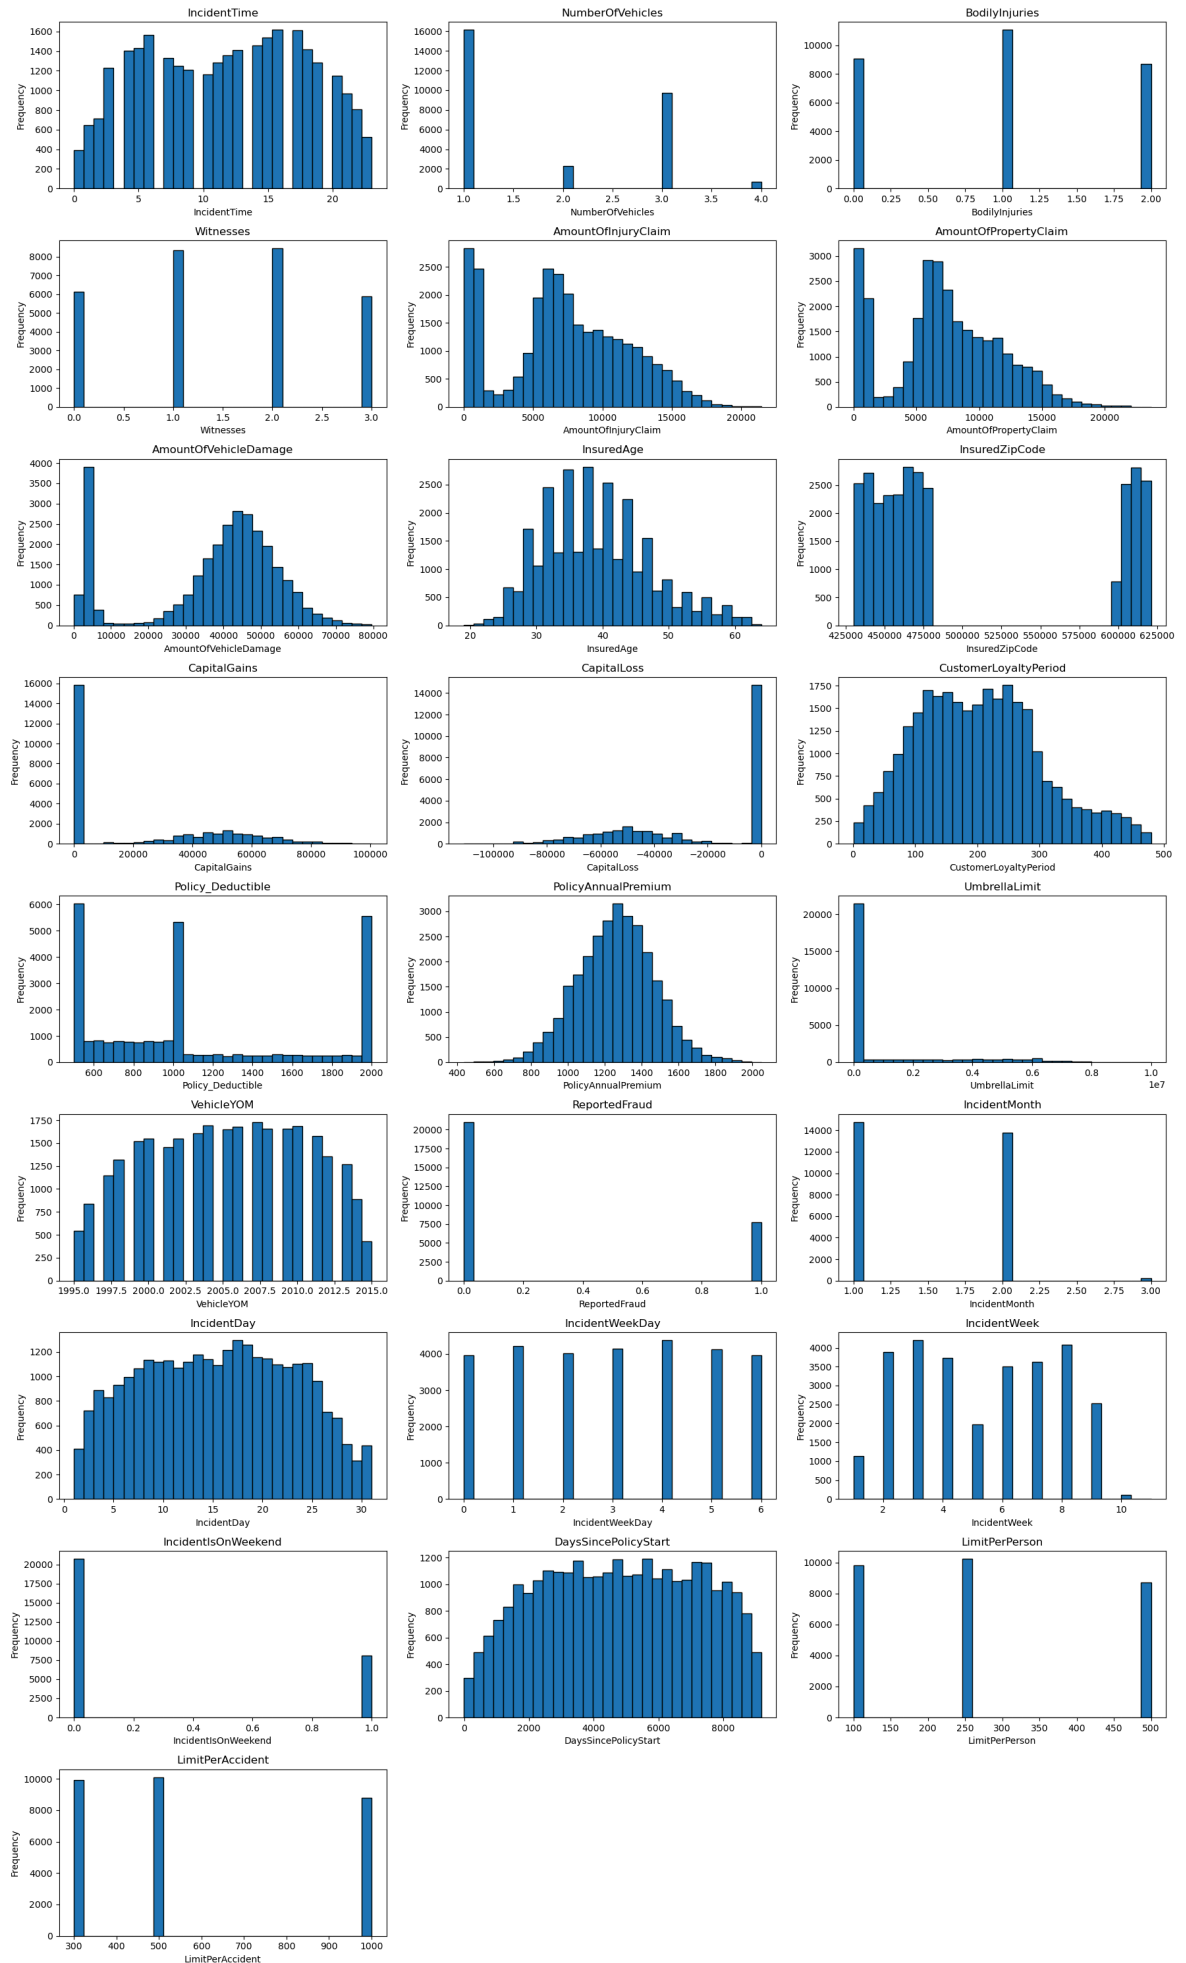 IncidentTime
Frequency
1600
1400
1200
1000
800
600
400
200
0
0 5 10 15 20
IncidentTime
NumberOfVehicles
Frequency
16000
14000
12000
10000
8000
6000
4000
2000
0
1.0 1.5 2.0 2.5 3.0 3.5 4.0
NumberOfVehicles
BodilyInjuries
Frequency
10000
8000
6000
4000
2000
0
0.00 0.25 0.50 0.75 1.00 1.25 1.50 1.75 2.00
BodilyInjuries
Witnesses
Frequency
8000
7000
6000
5000
4000
3000
2000
1000
0
0.0 0.5 1.0 1.5 2.0 2.5 3.0
Witnesses
AmountOfInjuryClaim
Frequency
2500
2000
1500
1000
500
0
0 5000 10000 15000 20000
AmountOfInjuryClaim
AmountOfPropertyClaim
Frequency
3000
2500
2000
1500
1000
500
0
0 5000 10000 15000 20000
AmountOfPropertyClaim
AmountOfVehicleDamage
Frequency
4000
3500
3000
2500
2000
1500
1000
500
0
0 10000 20000 30000 40000 50000 60000 70000 80000
AmountOfVehicleDamage
InsuredAge
Frequency
2500
2000
1500
1000
500
0
20 30 40 50 60
InsuredAge
InsuredZipCode
Frequency
2500
2000
1500
1000
500
0
425000 450000 475000 500000 525000 550000 575000 600000 625000
InsuredZipCode
CapitalGains
Frequency
16000
14000
12000
10000
8000
6000
4000
2000
0
0 20000 40000 60000 80000 100000
CapitalGains
CapitalLoss
Frequency
14000
12000
10000
8000
6000
4000
2000
0
−100000 −80000 −60000 −40000 −20000 0
CapitalLoss
CustomerLoyaltyPeriod
Frequency
1750
1500
1250
1000
750
500
250
0
0 100 200 300 400 500
CustomerLoyaltyPeriod
Policy_Deductible
Frequency
6000
5000
4000
3000
2000
1000
0
600 800 1000 1200 1400 1600 1800 2000
Policy_Deductible
PolicyAnnualPremium
Frequency
3000
2500
2000
1500
1000
500
0
400 600 800 1000 1200 1400 1600 1800 2000
PolicyAnnualPremium
UmbrellaLimit
Frequency
20000
15000
10000
5000
0
0.0 0.2 0.4 0.6 0.8 1.0
1e7
UmbrellaLimit
VehicleYOM
Frequency
1750
1500
1250
1000
750
500
250
0
1995.0 1997.5 2000.0 2002.5 2005.0 2007.5 2010.0 2012.5 2015.0
VehicleYOM
ReportedFraud
Frequency
20000
17500
15000
12500
10000
7500
5000
2500
0
0.0 0.2 0.4 0.6 0.8 1.0
ReportedFraud
IncidentMonth
Frequency
14000
12000
10000
8000
6000
4000
2000
0
1.00 1.25 1.50 1.75 2.00 2.25 2.50 2.75 3.00
IncidentMonth
IncidentDay
Frequency
1200
1000
800
600
400
200
0
0 5 10 15 20 25 30
IncidentDay
IncidentWeekDay
Frequency
4000
3000
2000
1000
0
0 1 2 3 4 5 6
IncidentWeekDay
IncidentWeek
Frequency
4000
3500
3000
2500
2000
1500
1000
500
0
2 4 6 8 10
IncidentWeek
IncidentIsOnWeekend
Frequency
20000
17500
15000
12500
10000
7500
5000
2500
0
0.0 0.2 0.4 0.6 0.8 1.0
IncidentIsOnWeekend
DaysSincePolicyStart
Frequency
1200
1000
800
600
400
200
0
0 2000 4000 6000 8000
DaysSincePolicyStart
LimitPerPerson
Frequency
10000
8000
6000
4000
2000
0
100 150 200 250 300 350 400 450 500
LimitPerPerson
LimitPerAccident
Frequency
10000
8000
6000
4000
2000
0
300 400 500 600 700 800 900 1000
LimitPerAccident